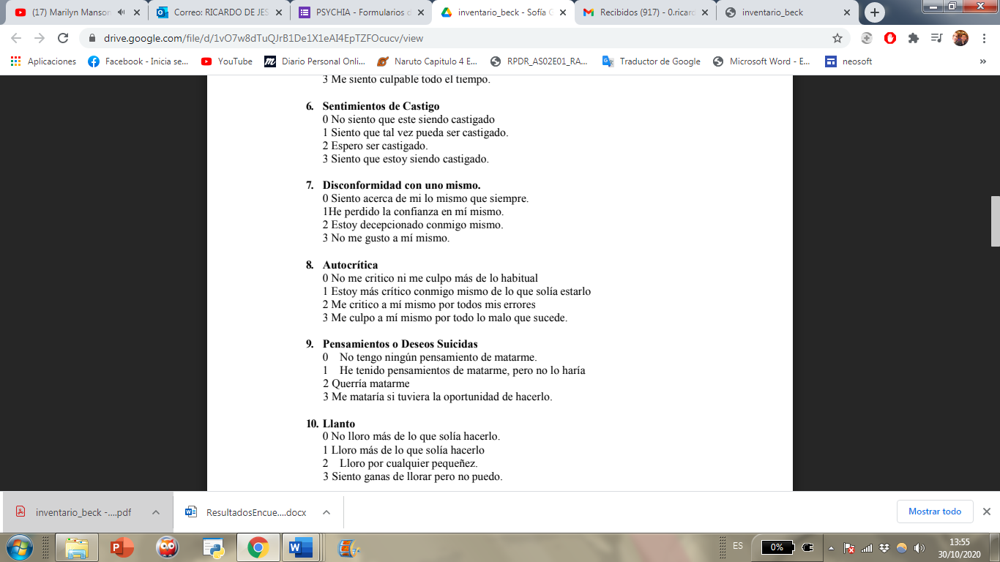 (17) Marilyn Manson
Correo: RICARDO DE JES
PSYCHIA - Formularios d
inventario_beck - Sofía G
Recibidos (917) - 0.ricard
inventario_beck
drive.google.com/file/d/1vO7w8dTuQJrB1De1X1eAI4EpTZFOcucv/view
Aplicaciones
Facebook - Inicia se...
YouTube
Diario Personal Onli...
Naruto Capitulo 4 E...
RPDR_AS02E01_RA...
Traductor de Google
Microsoft Word - E...
neosoft
»
3 Me siento culpable todo el tiempo.
6. Sentimientos de Castigo
0 No siento que este siendo castigado
1 Siento que tal vez pueda ser castigado.
2 Espero ser castigado.
3 Siento que estoy siendo castigado.
7. Disconformidad con uno mismo.
0 Siento acerca de mi lo mismo que siempre.
1He perdido la confianza en mí mismo.
2 Estoy decepcionado conmigo mismo.
3 No me gusto a mí mismo.
8. Autocrítica
0 No me critico ni me culpo más de lo habitual
1 Estoy más crítico conmigo mismo de lo que solía estarlo
2 Me critico a mí mismo por todos mis errores
3 Me culpo a mí mismo por todo lo malo que sucede.
9. Pensamientos o Deseos Suicidas
0 No tengo ningún pensamiento de matarme.
1 He tenido pensamientos de matarme, pero no lo haría
2 Querría matarme
3 Me mataría si tuviera la oportunidad de hacerlo.
10. Llanto
0 No lloro más de lo que solía hacerlo.
1 Lloro más de lo que solía hacerlo
2 Lloro por cualquier pequeñez.
3 Siento ganas de llorar pero no puedo.
inventario_beck -....pdf
ResultadosEncue....docx
Mostrar todo
ES
0%
13:55
30/10/2020